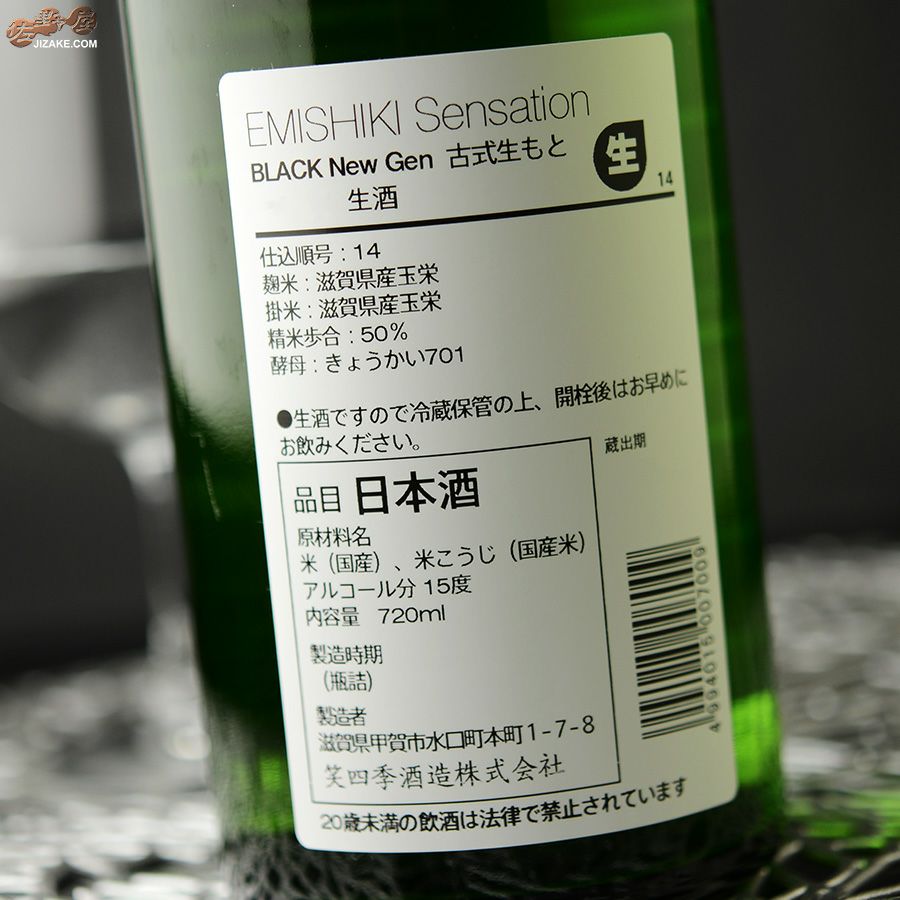 佐野屋
JIZAKE.COM
EMISHIKI Sensation
BLACK New Gen 古式生もと
生酒
生
14
仕込順号：14
麹米：滋賀県産玉栄
掛米：滋賀県産玉栄
精米歩合：50%
酵母：きょうかい701
●生酒ですので冷蔵保管の上、開栓後はお早めに
お飲みください。
蔵出期
品目 日本酒
原材料名
米（国産）、米こうじ（国産米）
アルコール分 15度
内容量 720ml
製造時期
（瓶詰）
製造者
滋賀県甲賀市水口町本町1-7-8
笑四季酒造株式会社
4994015007009
20歳未満の飲酒は法律で禁止されています